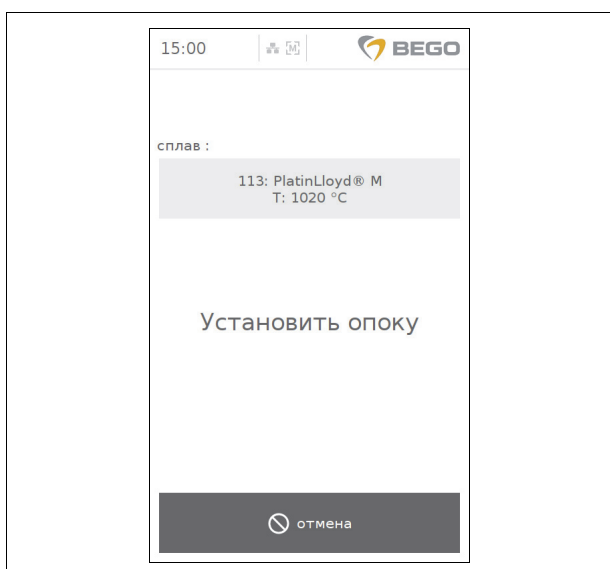 15:00 [M] BEGO
сплав :
113: PlatinLloyd® M
T: 1020 °C
Установить опоку
отмена